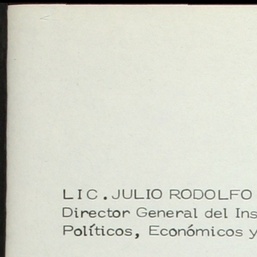 LIC. JULIO RODOLFO
Director General del Ins
Políticos, Económicos y